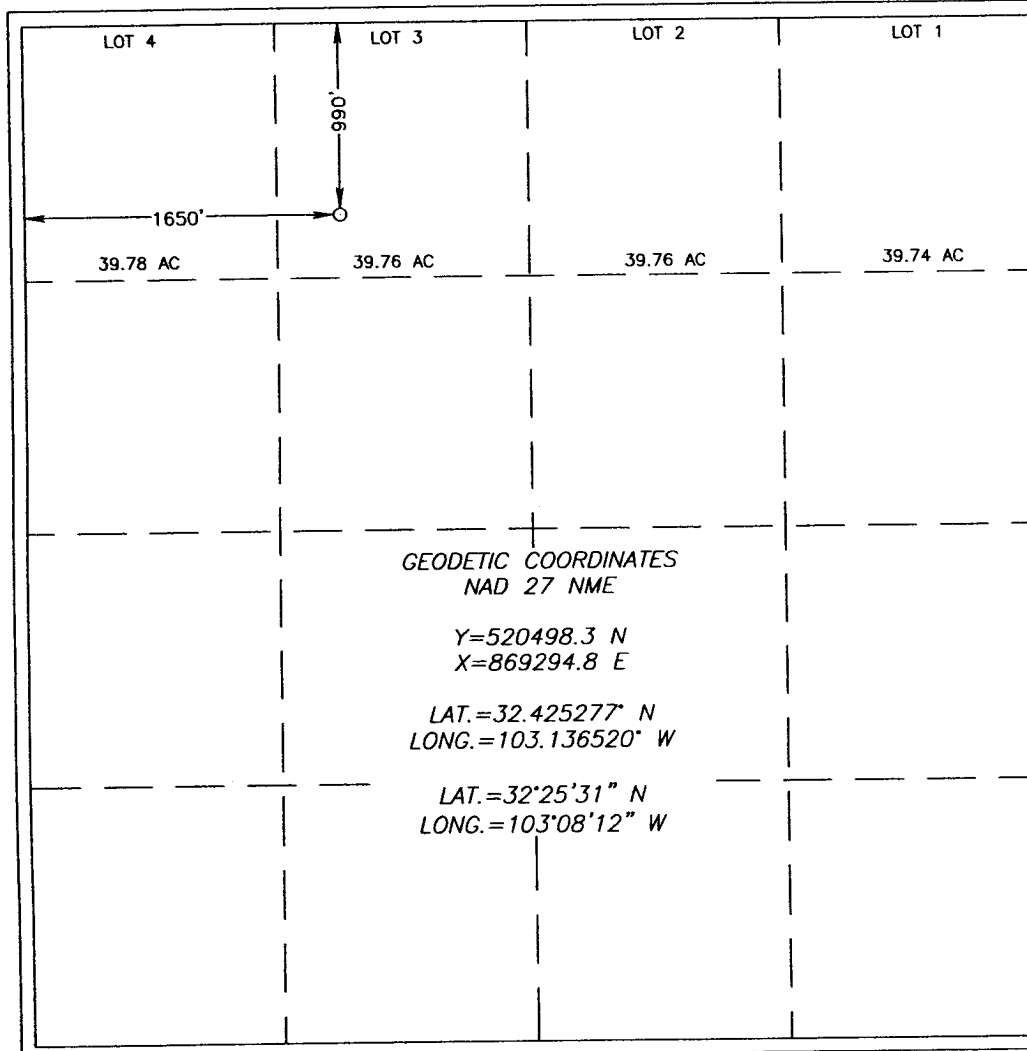 LOT 4 LOT 3 LOT 2 LOT 1
990'
1650'
39.78 AC 39.76 AC 39.76 AC 39.74 AC
GEODETIC COORDINATES
NAD 27 NME
Y=520498.3 N
X=869294.8 E
LAT.=32.425277° N
LONG.=103.136520° W
LAT.=32°25'31" N
LONG.=103°08'12" W